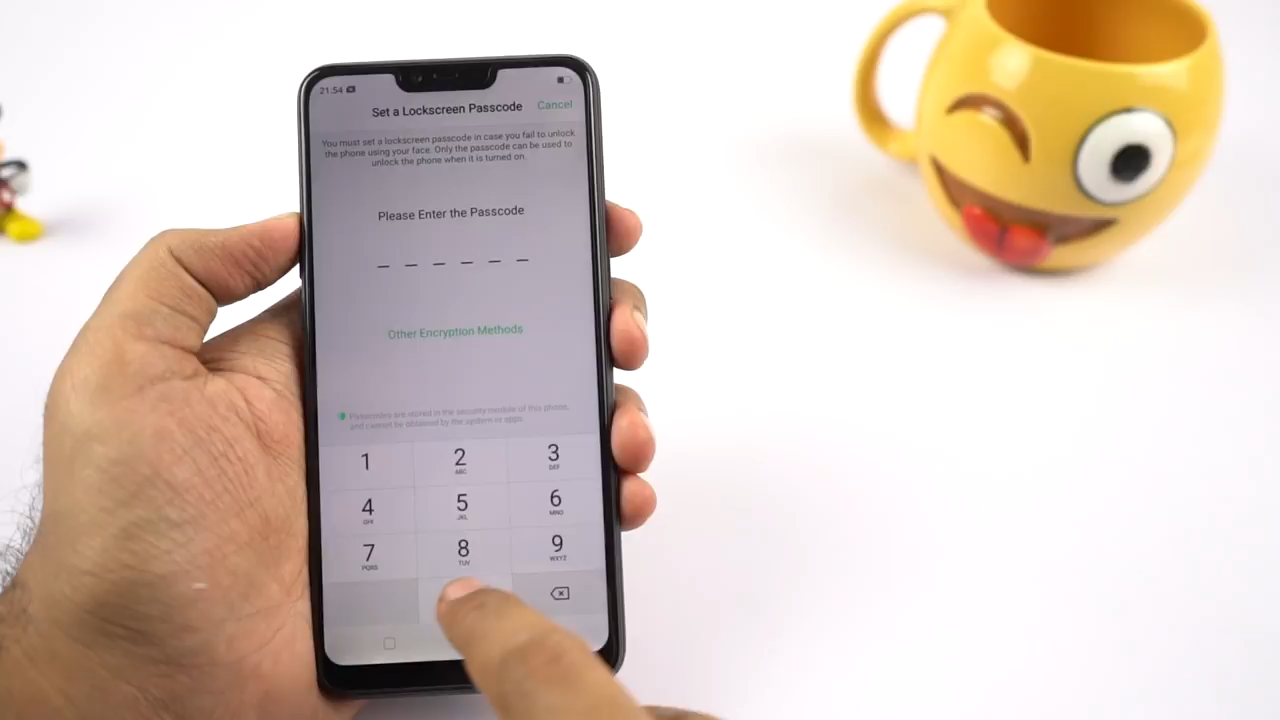 21:54
Set a Lockscreen Passcode Cancel
You must set a lockscreen passcode in case you fail to unlock
the phone using your face. Only the passcode can be used to
unlock the phone when it is turned on.
Please Enter the Passcode
Other Encryption Methods
Passcodes are stored in the security module of this phone,
and cannot be obtained by the system or apps.
1 2 3
ABC DEF
4 5 6
GHI JKL MNO
7 8 9
PQRS TUV WXYZ